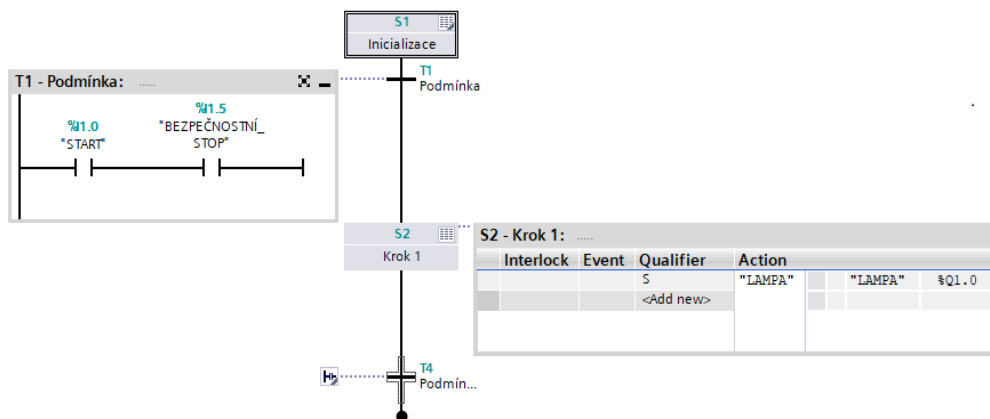 S1
Inicializace
T1
Podmínka
T1 - Podmínka: .....
%I1.0
"START"
%I1.5
"BEZPEČNOSTNÍ_
STOP"
S2
Krok 1
S2 - Krok 1: .....
Interlock Event Qualifier Action
S "LAMPA" "LAMPA" %Q1.0
<Add new>
T4
Podmín...